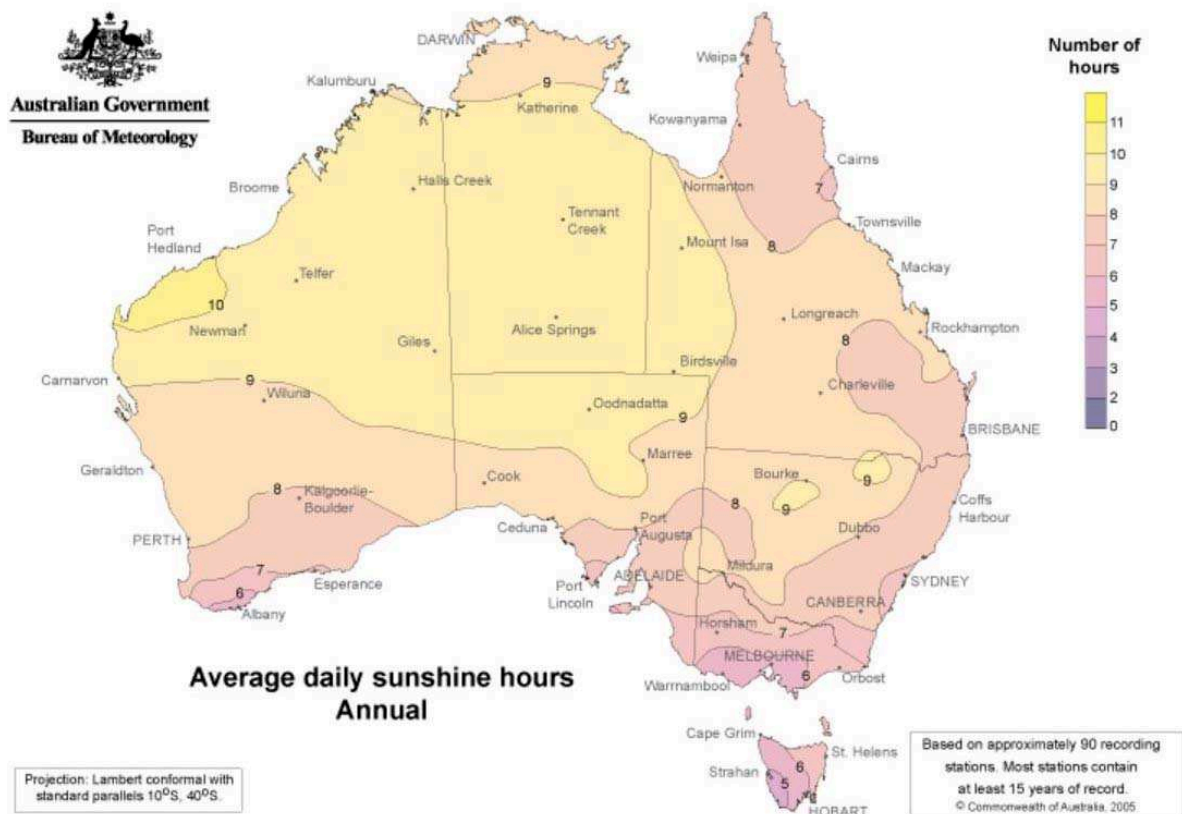 Australian Government
Bureau of Meteorology
DARWIN
Kalumburu
9
Katherine
Weipa
Kowanyama
Number of
hours
11
10
9
8
7
6
5
4
3
2
0
Broome
Halls Creek
Normanton
Cairns
7
Port
Hedland
Tennant
Creek
Mount Isa
Townsville
8
Telfer
Mackay
10
Newman
Alice Springs
Longreach
Rockhampton
Giles
8
Birdsville
Carnarvon
9
Wiluna
Charleville
Oodnadatta
9
BRISBANE
Geraldton
Marree
Cook
Bourke
9
8
Kalgoorlie-
Boulder
8
9
Coffs
Harbour
PERTH
Ceduna
Port
Augusta
Dubbo
7
Esperance
Mildura
6
Albany
Port
Lincoln
ADELAIDE
SYDNEY
CANBERRA
Horsham
7
MELBOURNE
Warrnambool
6
Orbost
Average daily sunshine hours
Annual
Cape Grim
St. Helens
Strahan
6
5
HOBART
Projection: Lambert conformal with
standard parallels 10°S, 40°S.
Based on approximately 90 recording
stations. Most stations contain
at least 15 years of record.
© Commonwealth of Australia, 2005